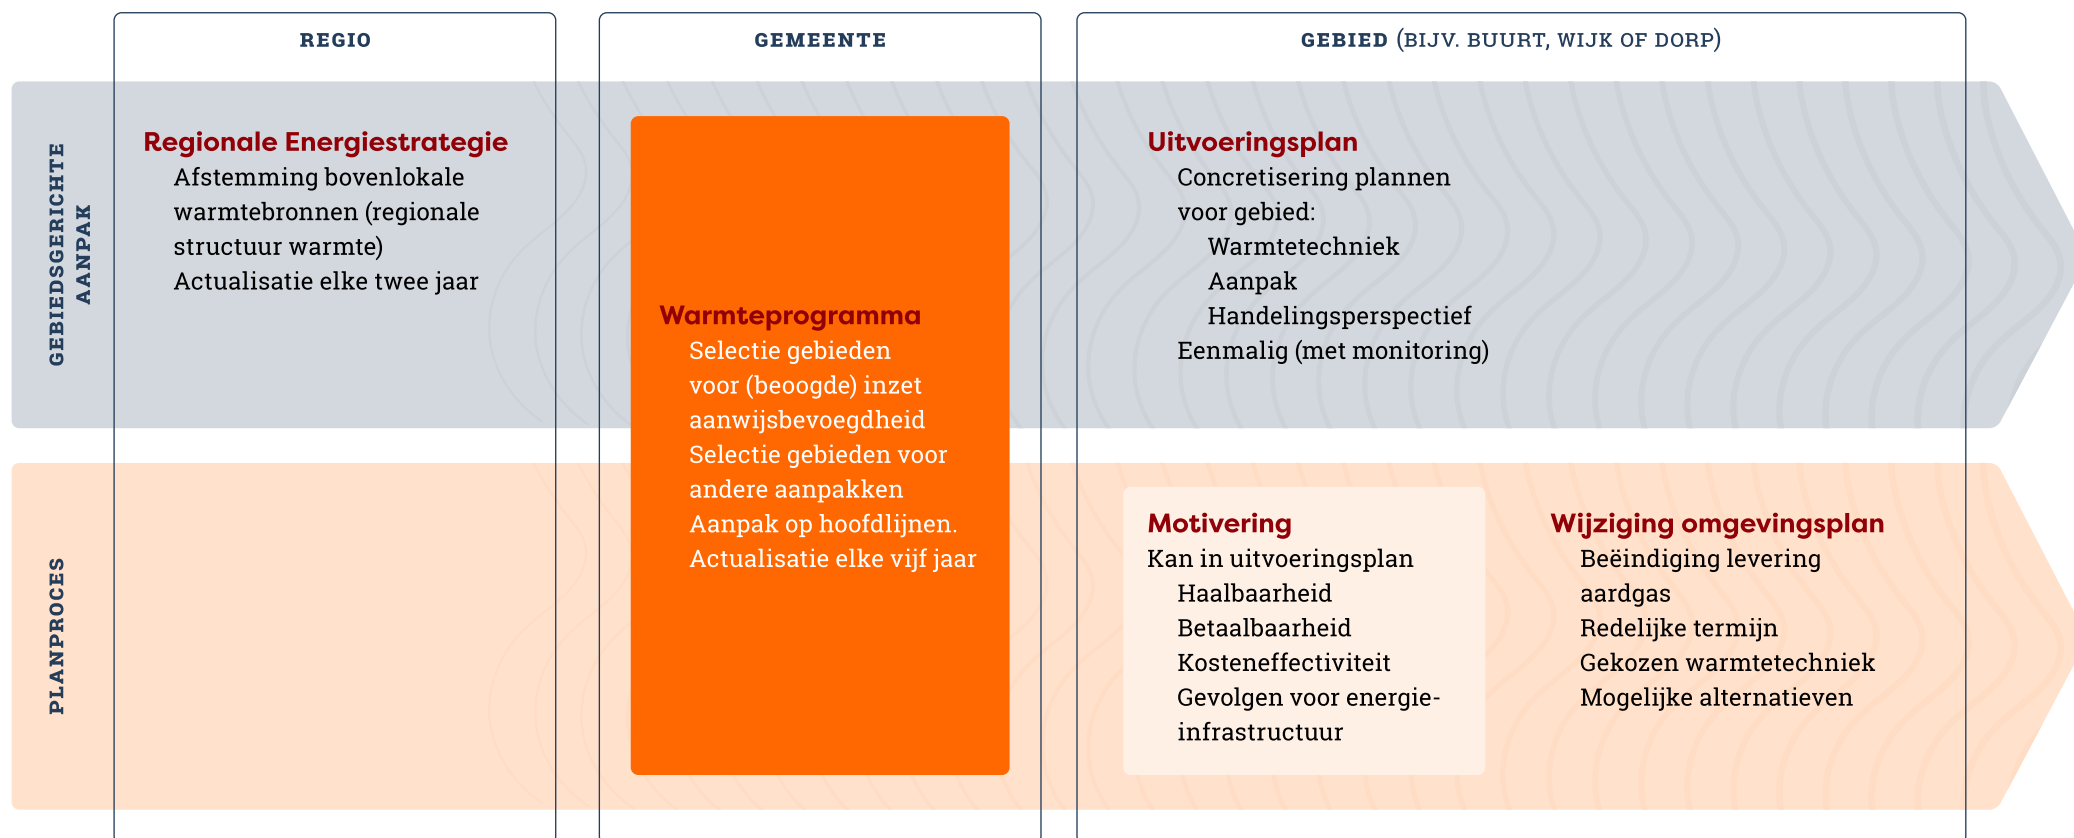 REGIO
GEMEENTE
GEBIED (BIJV. BUURT, WIJK OF DORP)
GEBIEDSGERICHTE
AANPAK
Regionale Energiestrategie
Afstemming bovenlokale
warmtebronnen (regionale
structuur warmte)
Actualisatie elke twee jaar
Warmteprogramma
Selectie gebieden
voor (beoogde) inzet
aanwijsbevoegdheid
Selectie gebieden voor
andere aanpakken
Aanpak op hoofdlijnen.
Actualisatie elke vijf jaar
Uitvoeringsplan
Concretisering plannen
voor gebied:
Warmtetechniek
Aanpak
Handelingsperspectief
Eenmalig (met monitoring)
PLANPROCES
Motivering
Kan in uitvoeringsplan
Haalbaarheid
Betaalbaarheid
Kosteneffectiviteit
Gevolgen voor energie-
infrastructuur
Wijziging omgevingsplan
Beëindiging levering
aardgas
Redelijke termijn
Gekozen warmtetechniek
Mogelijke alternatieven